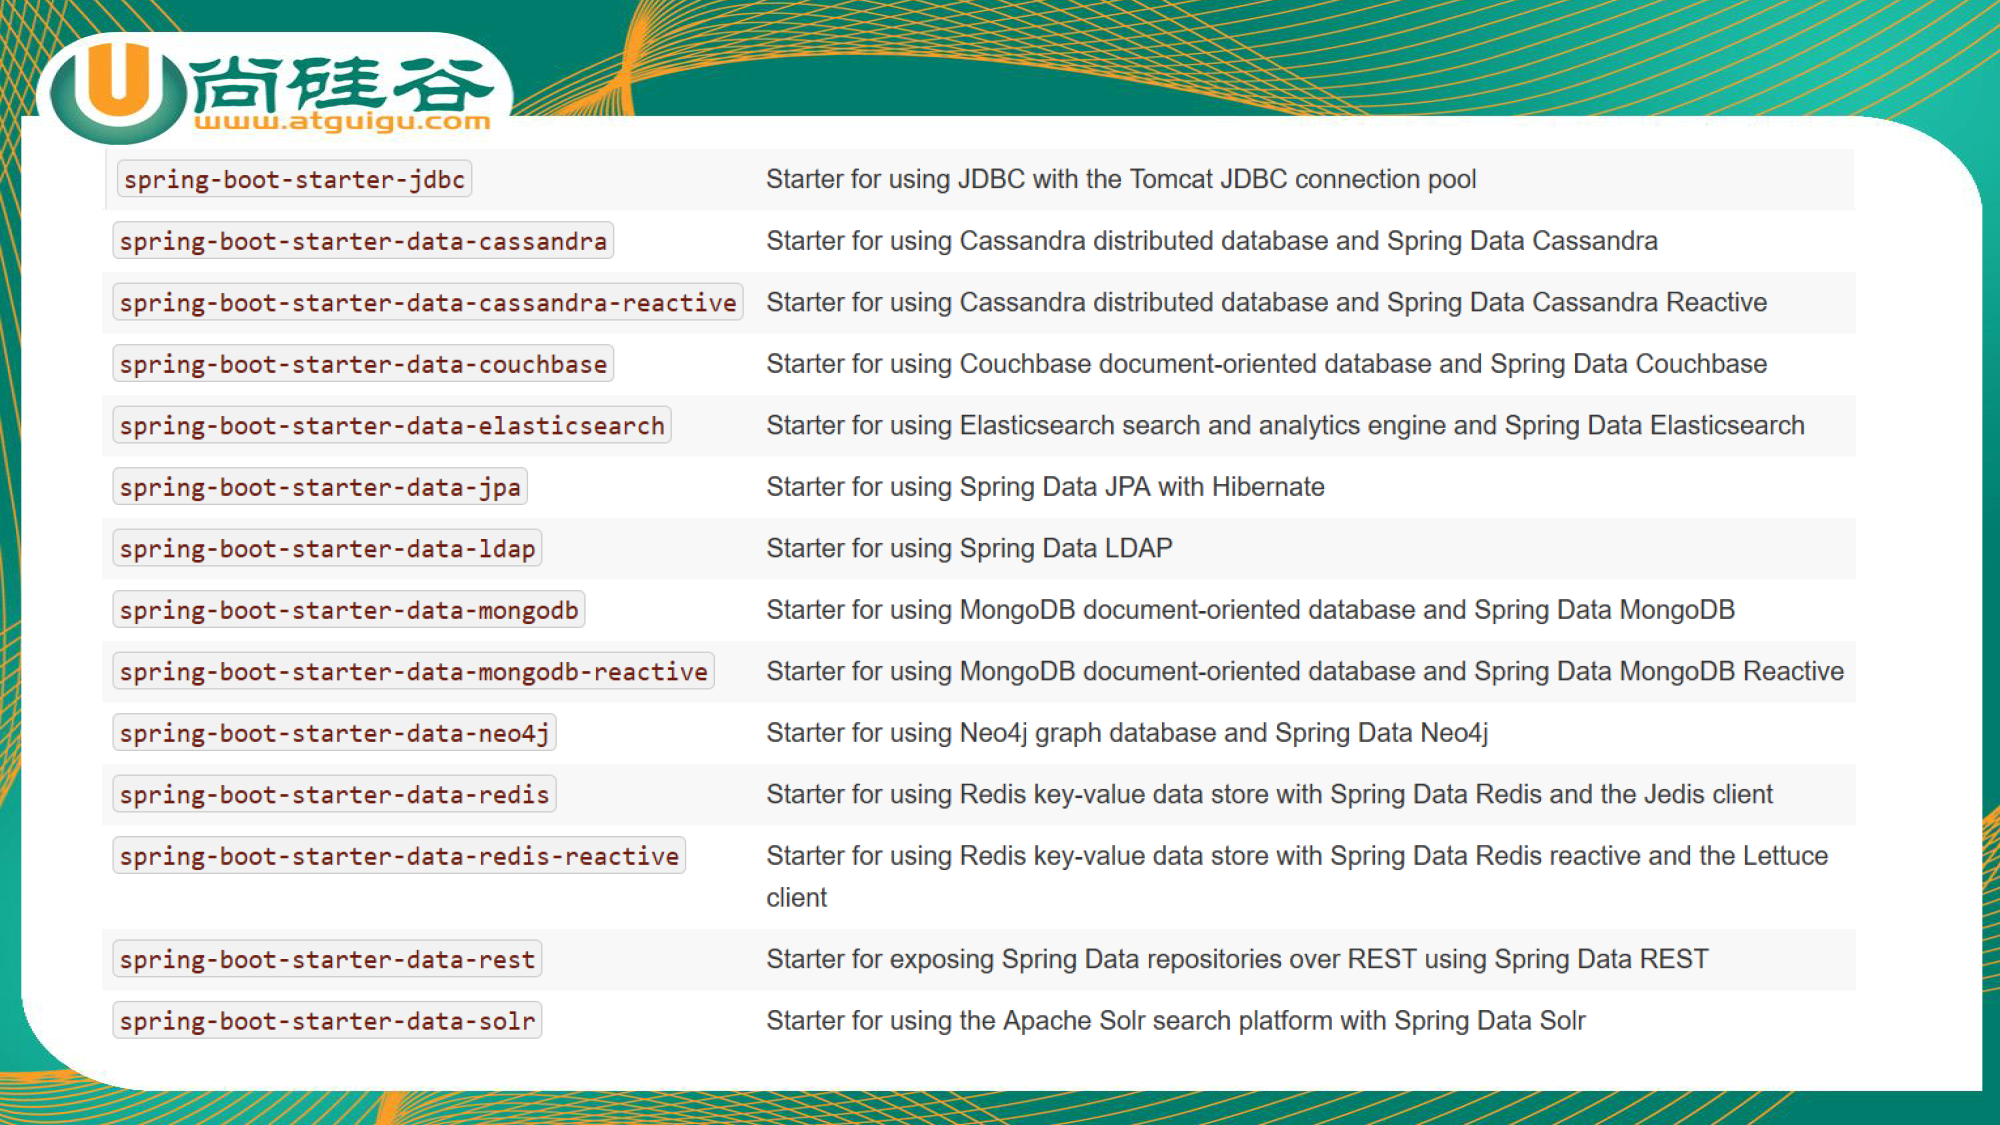 尚硅谷
www.atguigu.com
spring-boot-starter-jdbc Starter for using JDBC with the Tomcat JDBC connection pool
spring-boot-starter-data-cassandra Starter for using Cassandra distributed database and Spring Data Cassandra
spring-boot-starter-data-cassandra-reactive Starter for using Cassandra distributed database and Spring Data Cassandra Reactive
spring-boot-starter-data-couchbase Starter for using Couchbase document-oriented database and Spring Data Couchbase
spring-boot-starter-data-elasticsearch Starter for using Elasticsearch search and analytics engine and Spring Data Elasticsearch
spring-boot-starter-data-jpa Starter for using Spring Data JPA with Hibernate
spring-boot-starter-data-ldap Starter for using Spring Data LDAP
spring-boot-starter-data-mongodb Starter for using MongoDB document-oriented database and Spring Data MongoDB
spring-boot-starter-data-mongodb-reactive Starter for using MongoDB document-oriented database and Spring Data MongoDB Reactive
spring-boot-starter-data-neo4j Starter for using Neo4j graph database and Spring Data Neo4j
spring-boot-starter-data-redis Starter for using Redis key-value data store with Spring Data Redis and the Jedis client
spring-boot-starter-data-redis-reactive Starter for using Redis key-value data store with Spring Data Redis reactive and the Lettuce
client
spring-boot-starter-data-rest Starter for exposing Spring Data repositories over REST using Spring Data REST
spring-boot-starter-data-solr Starter for using the Apache Solr search platform with Spring Data Solr